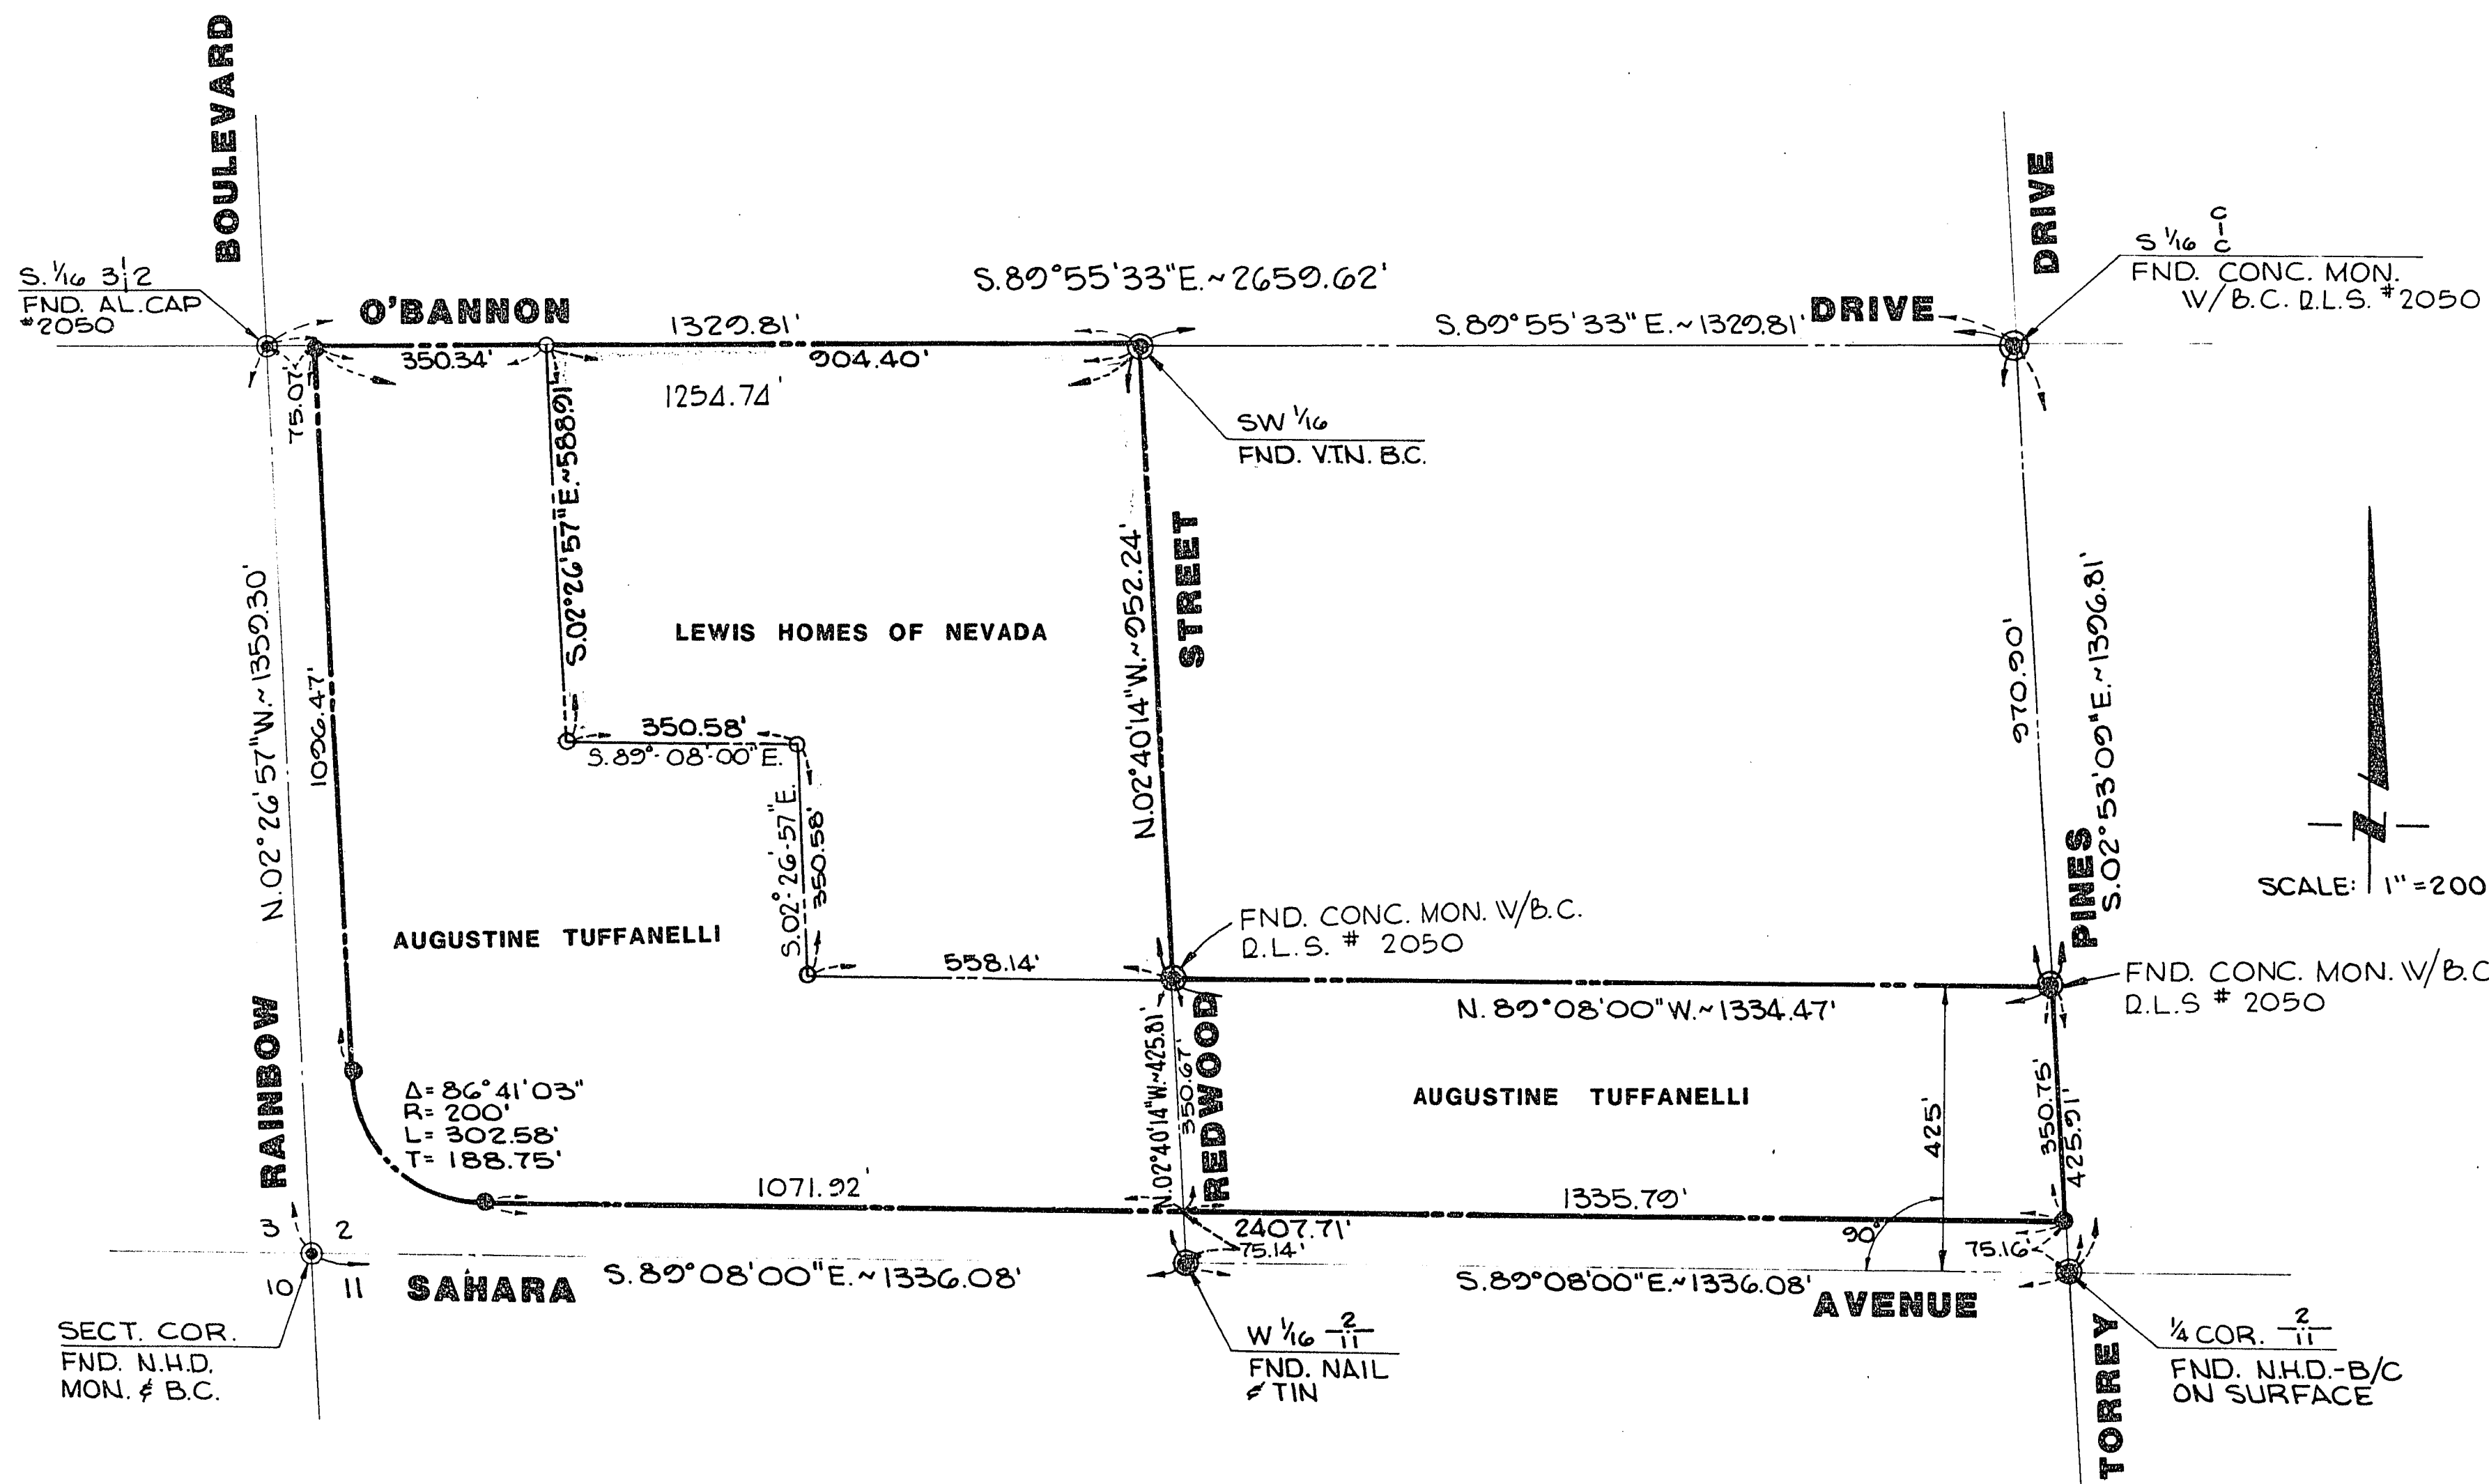 BOULEVARD
DRIVE
S. 1/16 3¦2
FND. AL. CAP
#2050
O'BANNON
S.89°55'33"E.~2659.62'
1329.81'
S.89°55'33"E.~1329.81'
DRIVE
S 1/16 C
C
FND. CONC. MON.
W/B.C. R.L.S. #2050
350.34'
904.40'
1254.74'
75.07'
S.02°26'57"E.~588.91'
SW 1/16
FND. V.T.N. B.C.
N.02°26'57"W.~1359.30'
1096.47'
LEWIS HOMES OF NEVADA
N.02°40'14"W.~952.24'
STREET
970.90'
S.02°53'09"E.~1396.81'
350.58'
S.89°-08'-00"E.
S.02°-26'-57"E.
350.58'
N
SCALE: 1"=200
AUGUSTINE TUFFANELLI
558.14'
FND. CONC. MON. W/B.C.
R.L.S. # 2050
PINES
FND. CONC. MON. W/B.C
R.L.S # 2050
N. 89°08'00"W.~1334.47'
RAINBOW
Δ= 86°41'03"
R= 200'
L= 302.58'
T= 188.75'
N.02°40'14"W.~425.81'
350.67'
REDWOOD
AUGUSTINE TUFFANELLI
425'
350.75'
425.91'
1071.92'
1335.79'
2407.71'
75.14'
90°
75.16'
3 2
10 11
SAHARA
S.89°08'00"E.~1336.08'
S.89°08'00"E.~1336.08'
AVENUE
SECT. COR.
FND. N.H.D.
MON. & B.C.
W 1/16 2/11
FND. NAIL
& TIN
1/4 COR. 2/11
FND. N.H.D.-B/C
ON SURFACE
TORREY